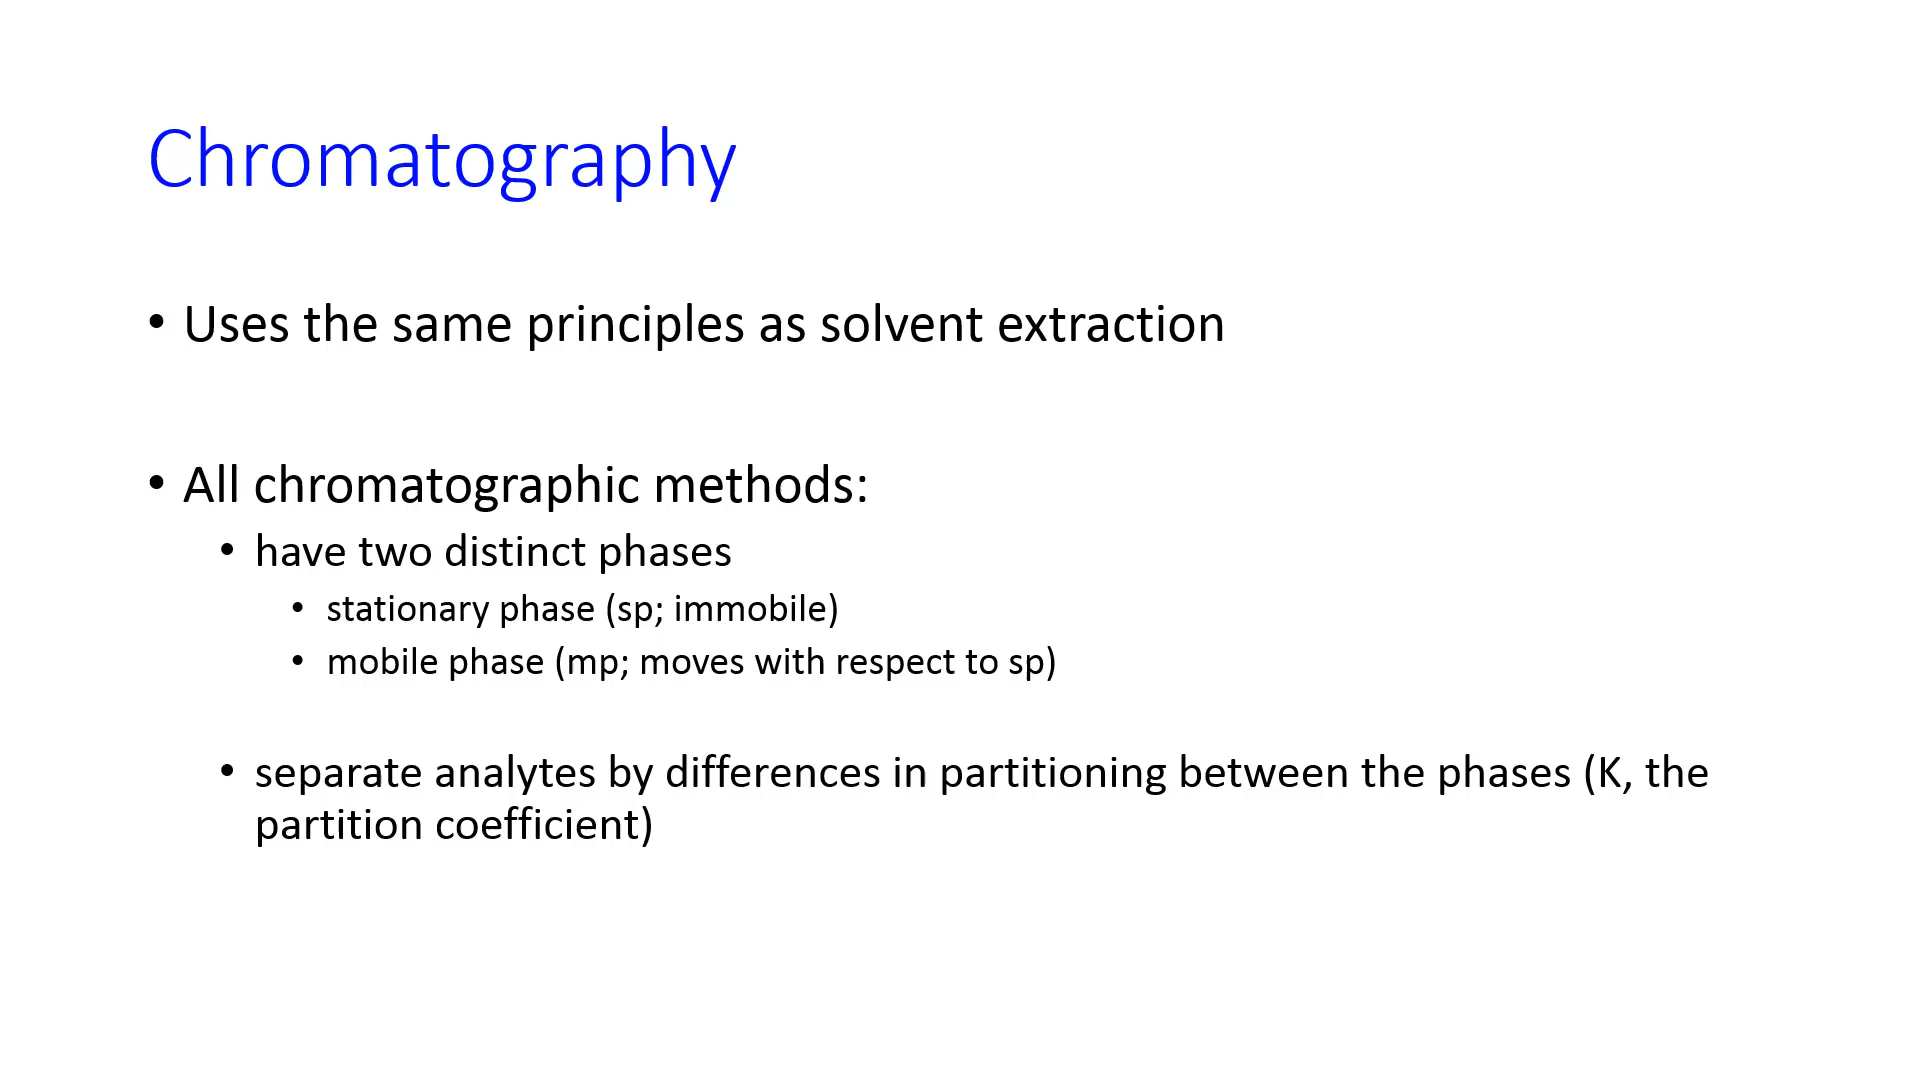 Chromatography
• Uses the same principles as solvent extraction
• All chromatographic methods:
• have two distinct phases
• stationary phase (sp; immobile)
• mobile phase (mp; moves with respect to sp)
• separate analytes by differences in partitioning between the phases (K, the
partition coefficient)